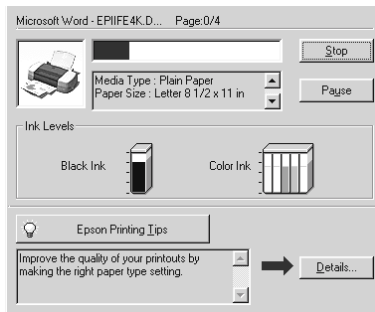 Microsoft Word - EPIIFE4K.D... Page:0/4
Stop
Media Type : Plain Paper
Paper Size : Letter 8 1/2 x 11 in
Pause
Ink Levels
Black Ink
Color Ink
Epson Printing Tips
Improve the quality of your printouts by
making the right paper type setting.
Details...